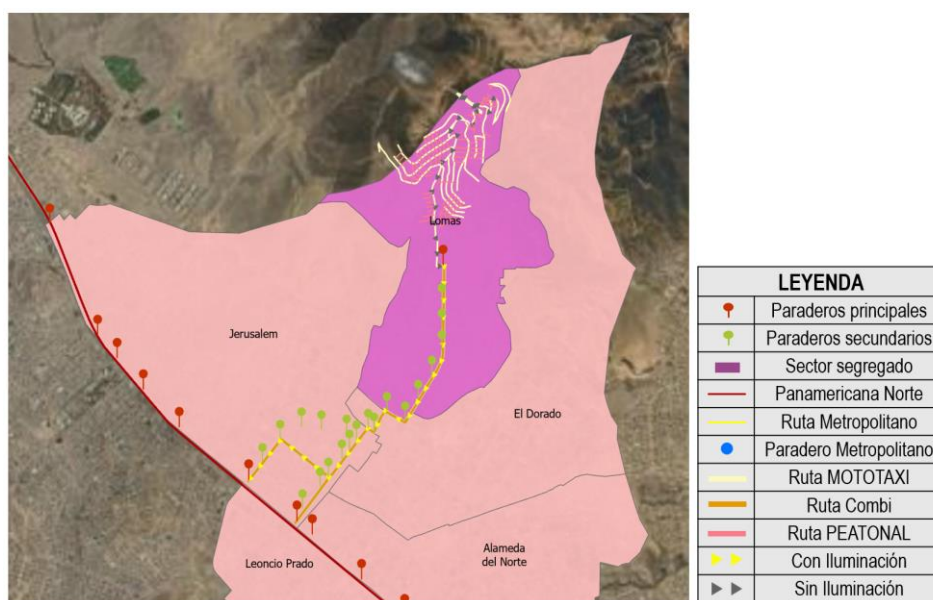 Lomas
Jerusalem
El Dorado
Leoncio Prado
Alameda
del Norte
LEYENDA
Paraderos principales
Paraderos secundarios
Sector segregado
Panamericana Norte
Ruta Metropolitano
Paradero Metropolitano
Ruta MOTOTAXI
Ruta Combi
Ruta PEATONAL
Con Iluminación
Sin Iluminación